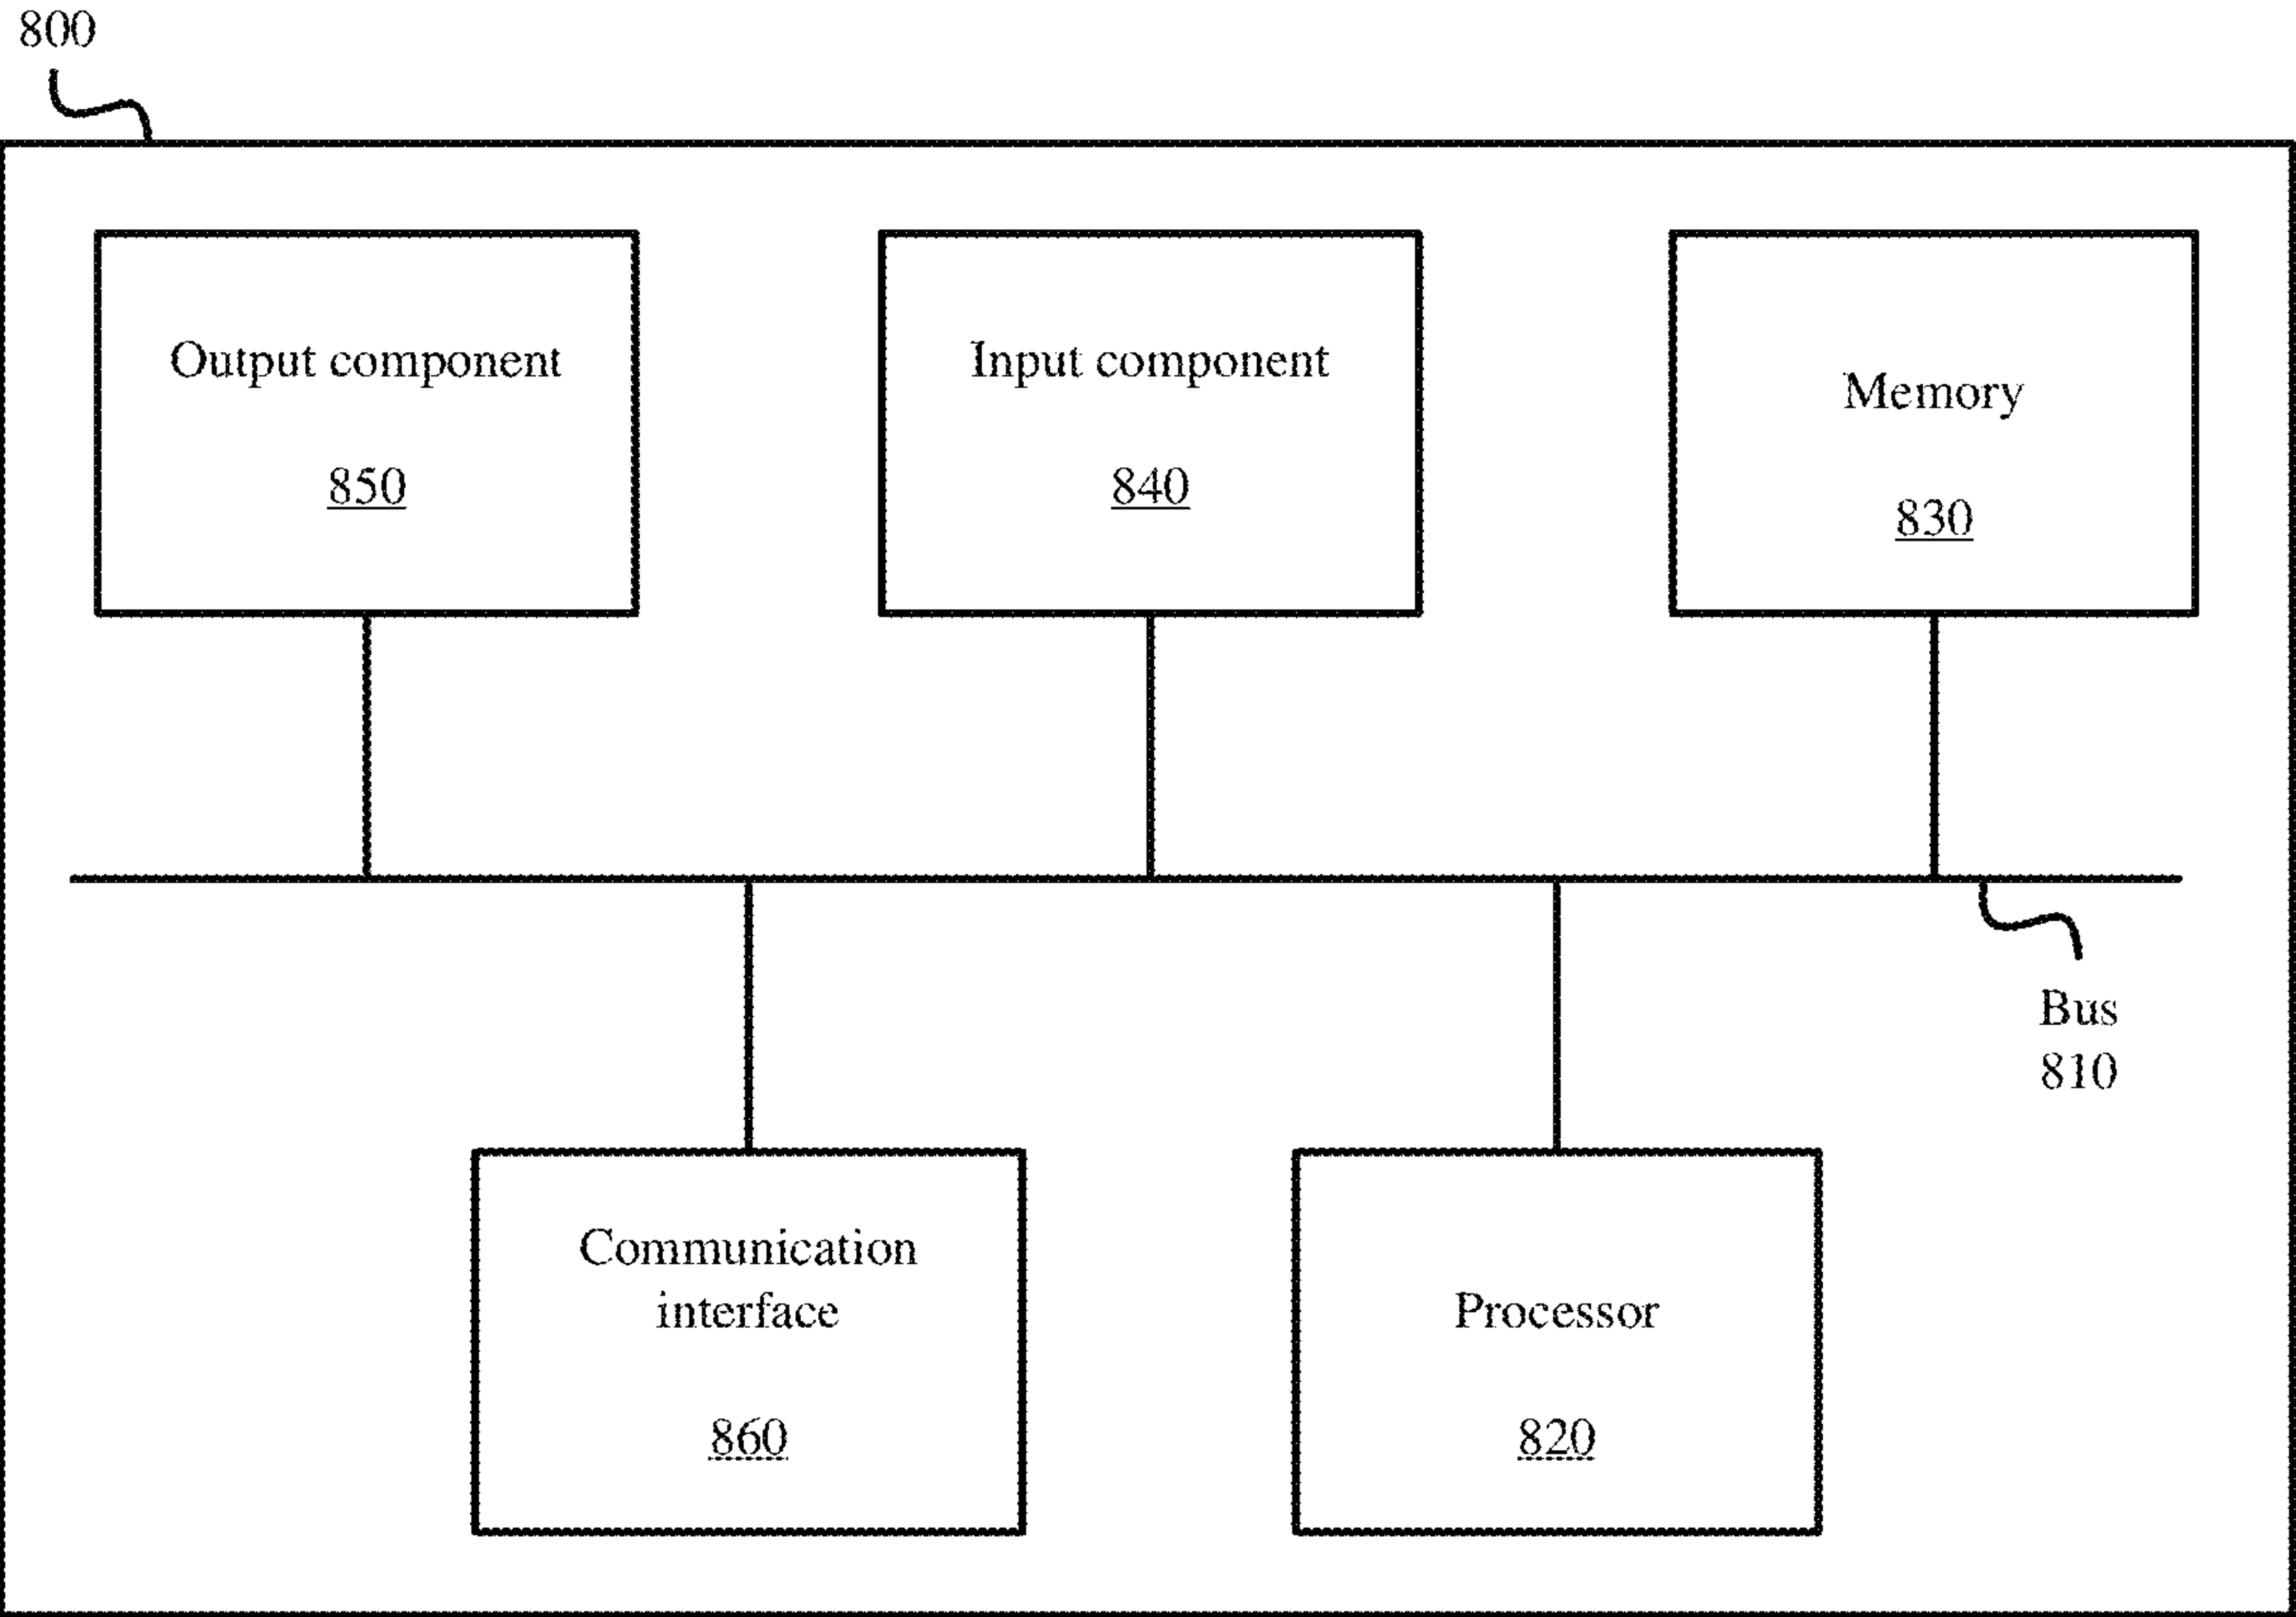 800
Output component
850
Input component
840
Memory
830
Bus
810
Communication
interface
860
Processor
820